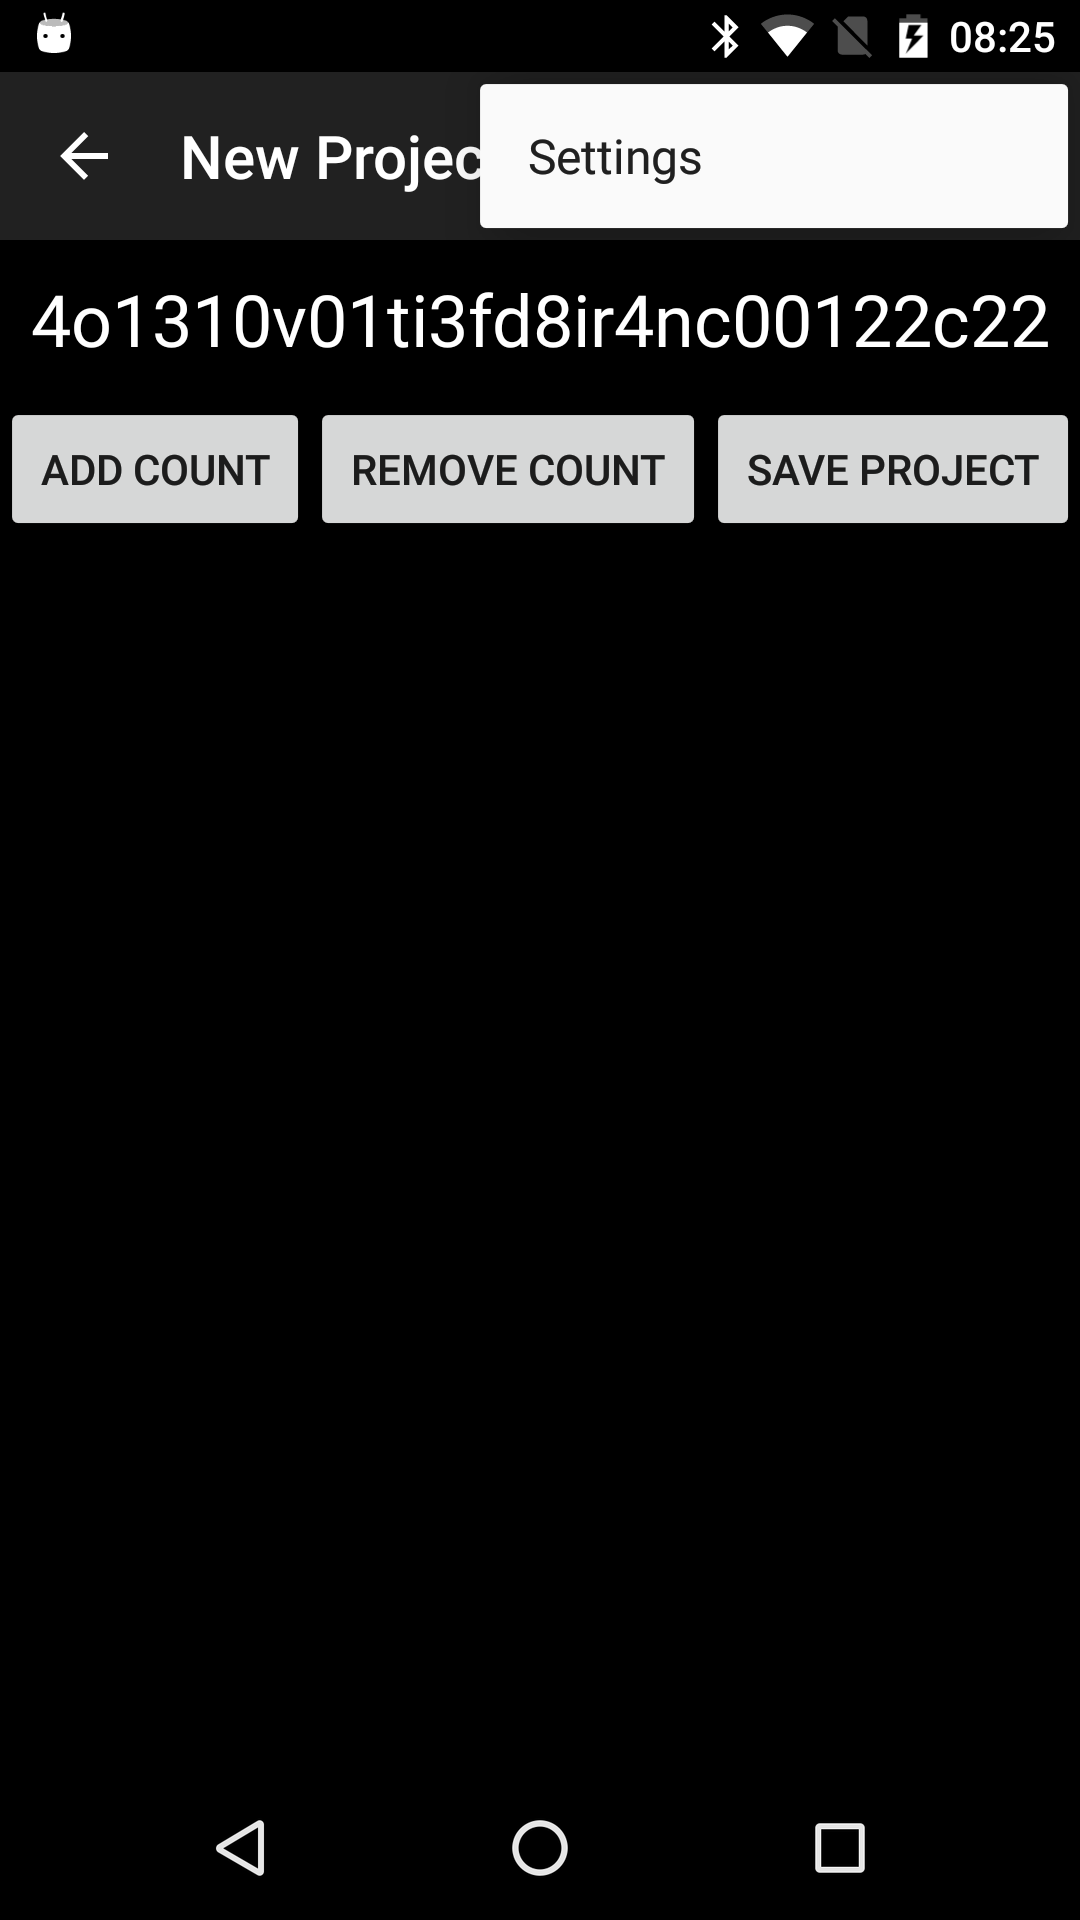 08:25
New Projec
Settings
4o1310v01ti3fd8ir4nc00122c22
ADD COUNT
REMOVE COUNT
SAVE PROJECT